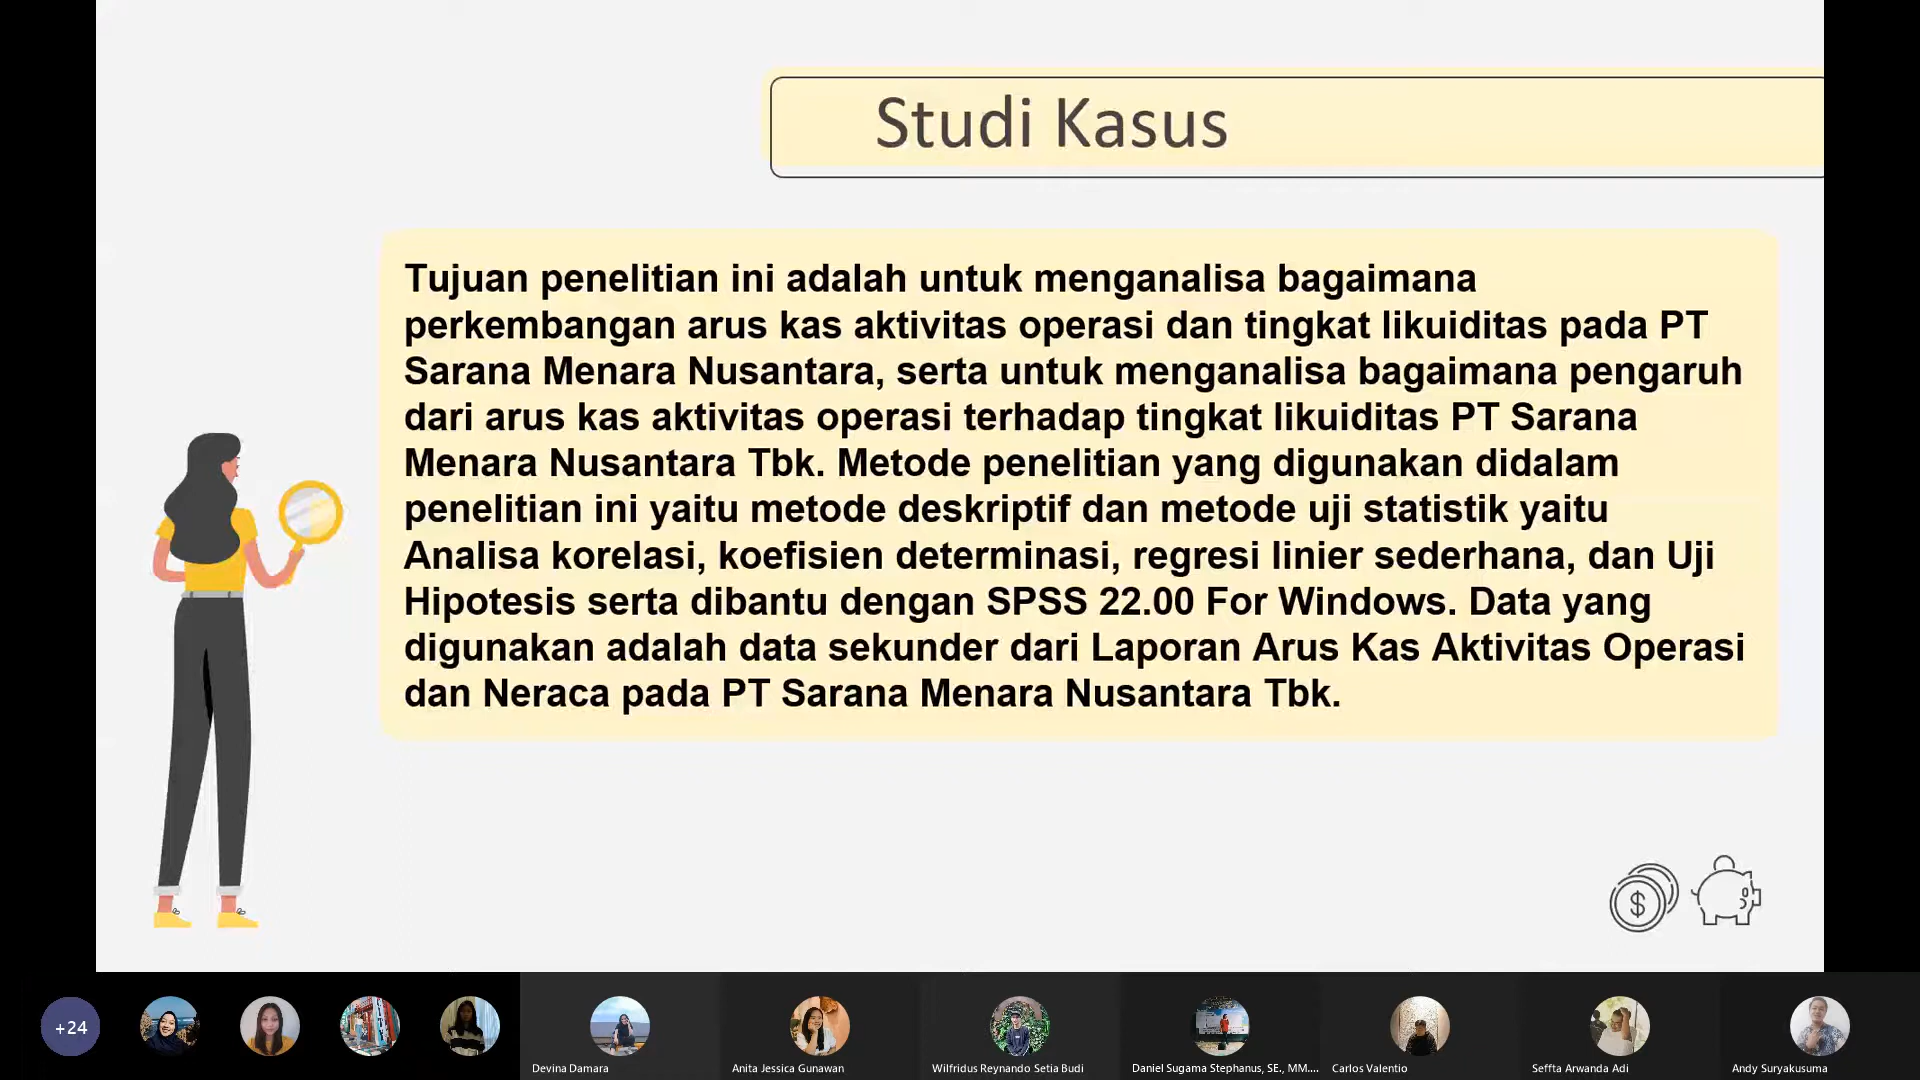 Studi Kasus
Tujuan penelitian ini adalah untuk menganalisa bagaimana
perkembangan arus kas aktivitas operasi dan tingkat likuiditas pada PT
Sarana Menara Nusantara, serta untuk menganalisa bagaimana pengaruh
dari arus kas aktivitas operasi terhadap tingkat likuiditas PT Sarana
Menara Nusantara Tbk. Metode penelitian yang digunakan didalam
penelitian ini yaitu metode deskriptif dan metode uji statistik yaitu
Analisa korelasi, koefisien determinasi, regresi linier sederhana, dan Uji
Hipotesis serta dibantu dengan SPSS 22.00 For Windows. Data yang
digunakan adalah data sekunder dari Laporan Arus Kas Aktivitas Operasi
dan Neraca pada PT Sarana Menara Nusantara Tbk.
$
+24
Devina Damara
Anita Jessica Gunawan
Wilfridus Reynando Setia Budi
Daniel Sugama Stephanus, SE., MM....
Carlos Valentio
Seffta Arwanda Adi
Andy Suryakusuma